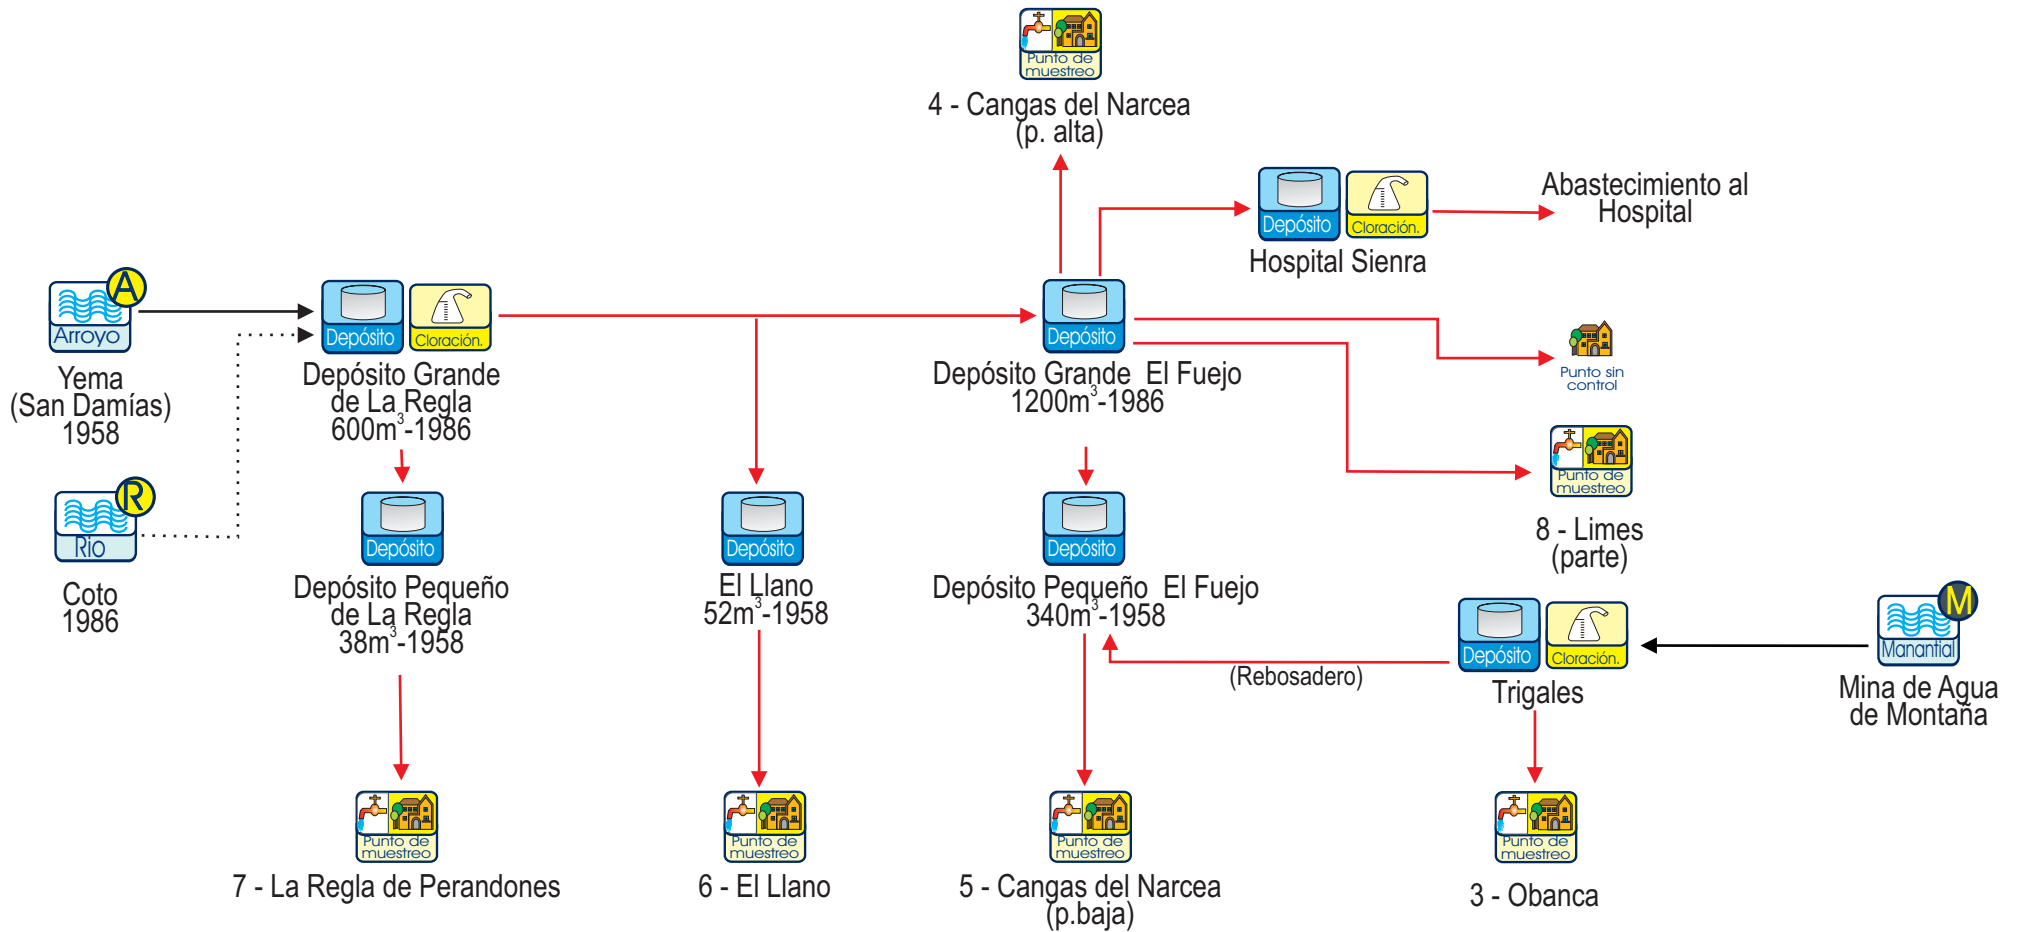 Punto de
muestreo
4 - Cangas del Narcea
(p. alta)
Depósito
Cloración.
Hospital Sienra
Abastecimiento al
Hospital
A
Arroyo
Yema
(San Damías)
1958
Depósito
Cloración.
Depósito Grande
de La Regla
600m³-1986
Depósito
Depósito Grande El Fuejo
1200m³-1986
Punto sin
control
Punto de
muestreo
8 - Limes
(parte)
R
Rio
Coto
1986
Depósito
Depósito Pequeño
de La Regla
38m³-1958
Depósito
El Llano
52m³-1958
Depósito
Depósito Pequeño El Fuejo
340m³-1958
(Rebosadero)
Depósito
Cloración.
Trigales
M
Manantial
Mina de Agua
de Montaña
Punto de
muestreo
7 - La Regla de Perandones
Punto de
muestreo
6 - El Llano
Punto de
muestreo
5 - Cangas del Narcea
(p.baja)
Punto de
muestreo
3 - Obanca